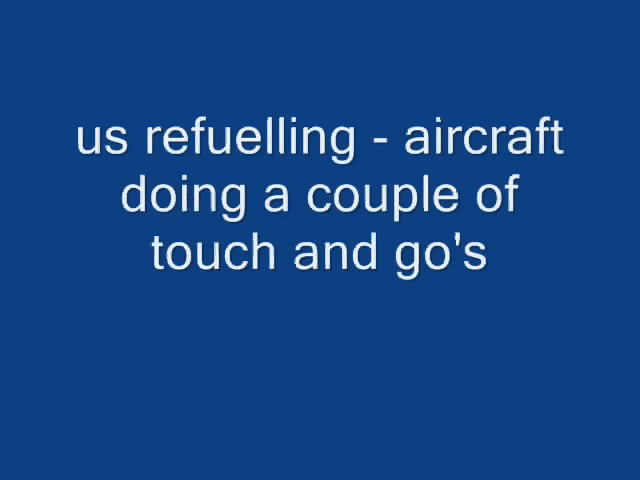 us refuelling - aircraft
doing a couple of
touch and go's